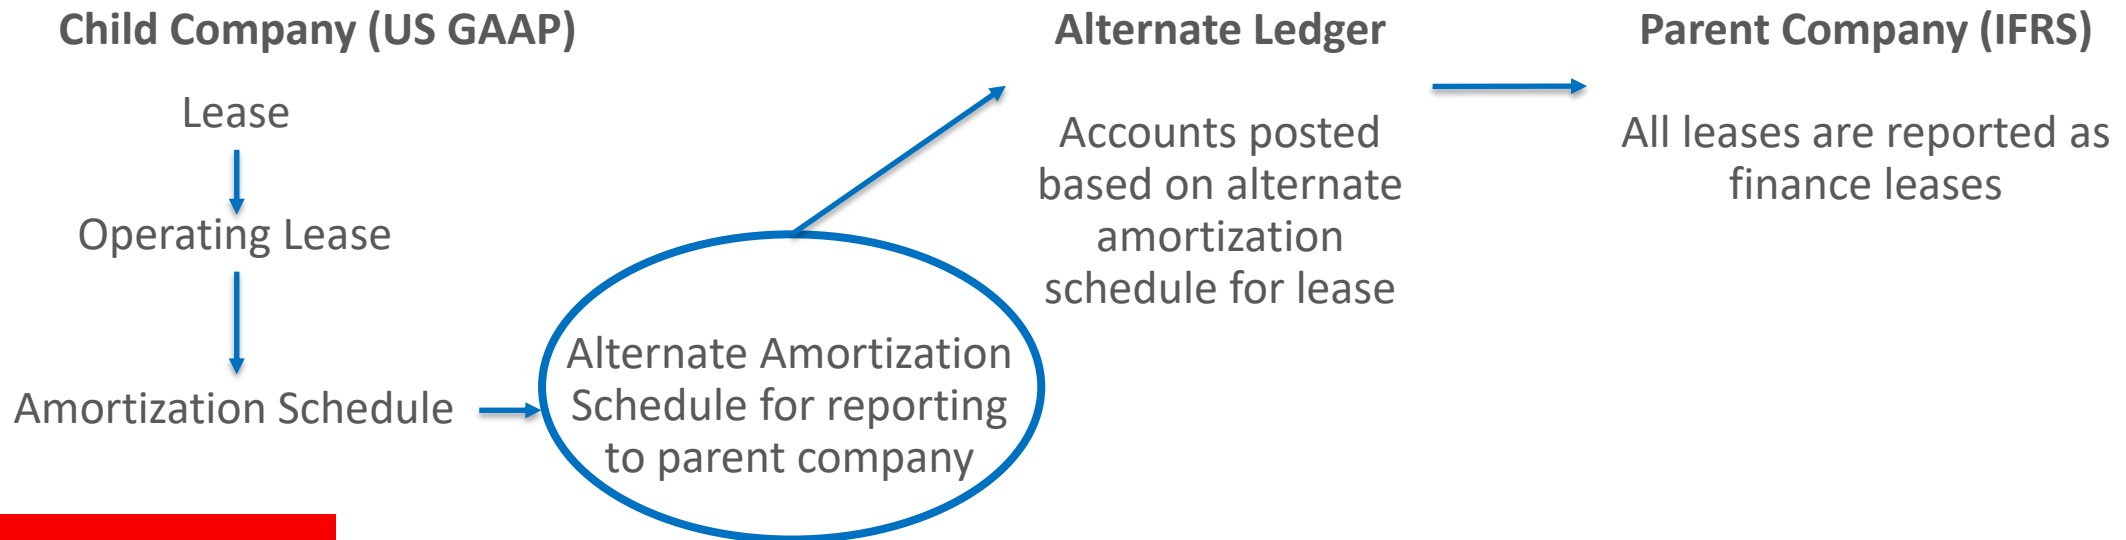 Child Company (US GAAP)
Lease
Operating Lease
Amortization Schedule
Alternate Amortization
Schedule for reporting
to parent company
Alternate Ledger
Accounts posted
based on alternate
amortization
schedule for lease
Parent Company (IFRS)
All leases are reported as
finance leases